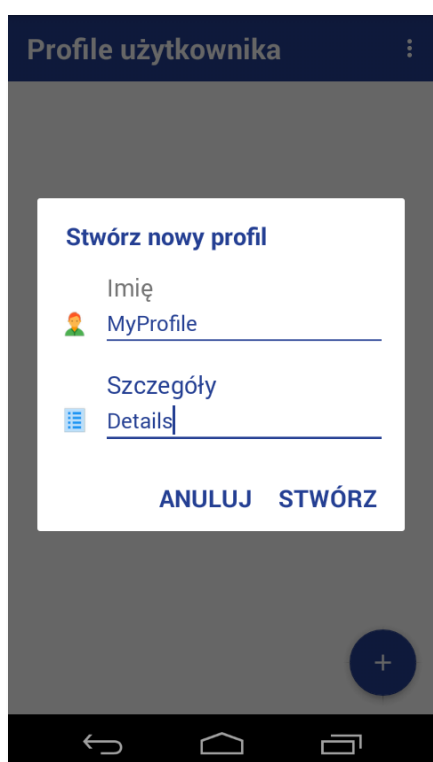 Profile użytkownika
Stwórz nowy profil
Imię
MyProfile
Szczegóły
Details
ANULUJ STWÓRZ